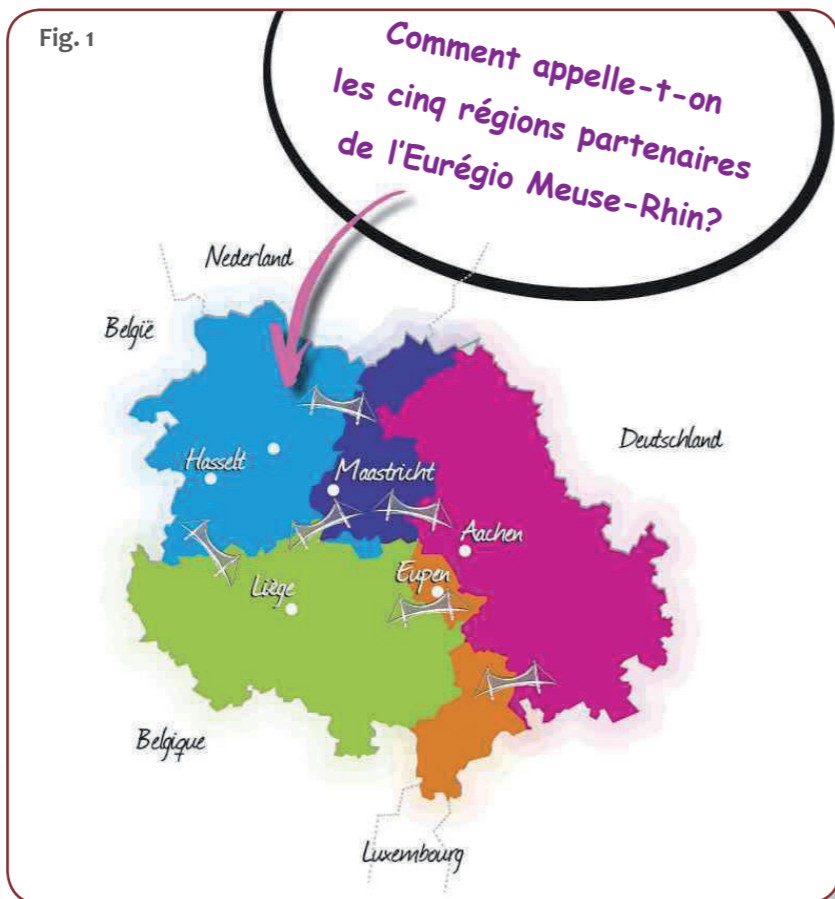 Fig. 1
Comment appelle-t-on
les cinq régions partenaires
de l'Eurégio Meuse-Rhin?
Nederland
België
Deutschland
Hasselt
Maastricht
Aachen
Eupen
Liège
Belgique
Luxembourg